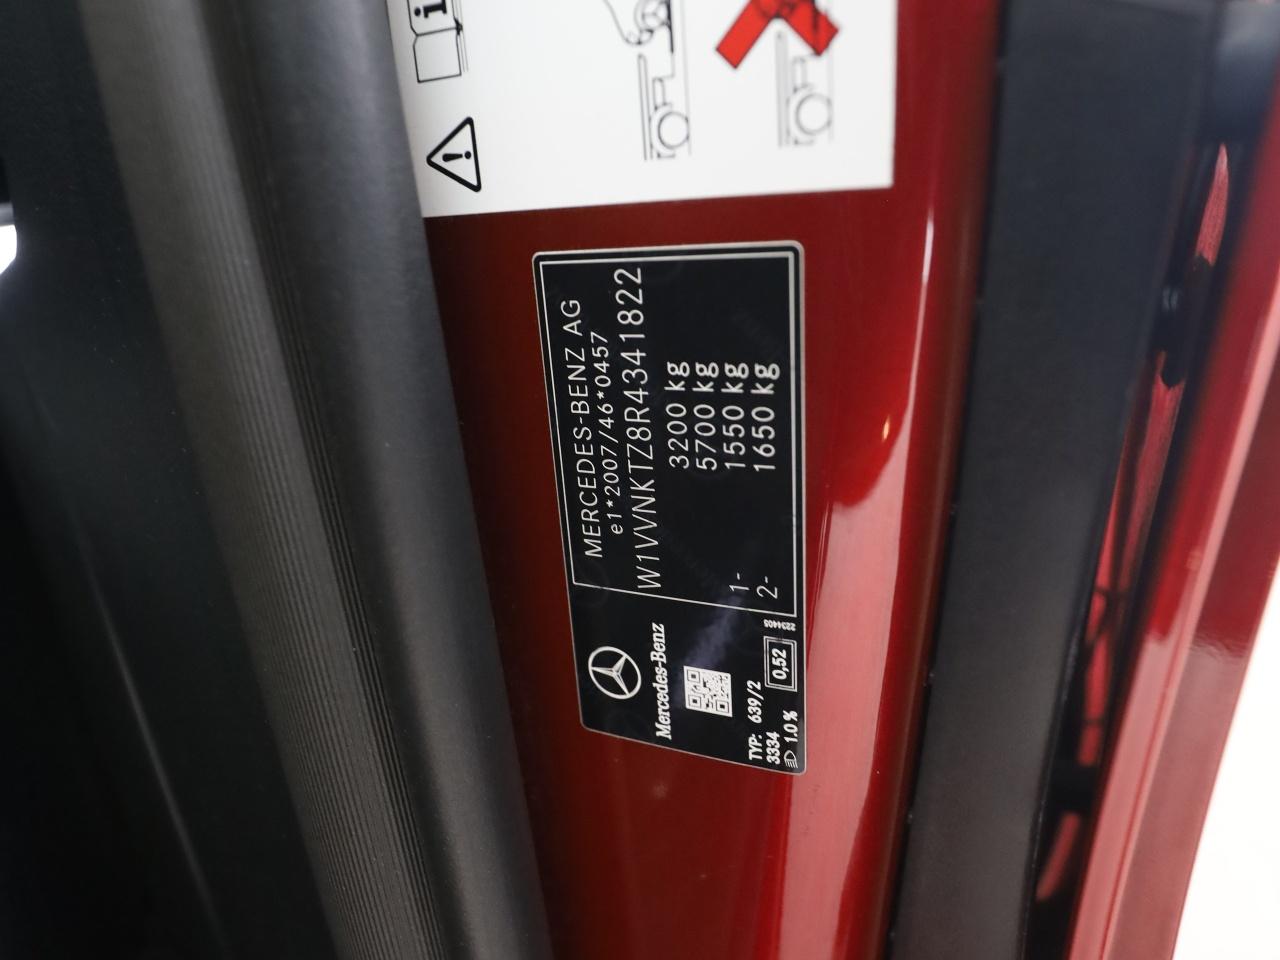 MERCEDES-BENZ AG
e1*2007/46*0457
W1VVNKTZ8R4341822
3200 kg
5700 kg
1- 1550 kg
2- 1650 kg
Mercedes-Benz
TYP: 639/2
3334
1.0 %
0,52